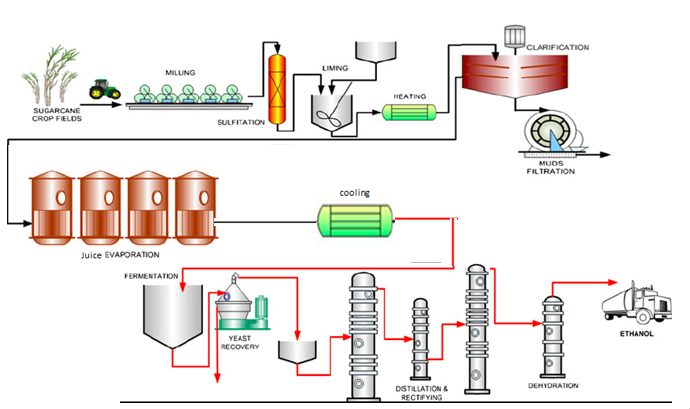 CLARIFICATION
LIMING
MILLING
HEATING
SUGARCANE
CROP FIELDS
SULFITATION
MUDS
FILTRATION
cooling
Juice EVAPORATION
FERMENTATION
YEAST
RECOVERY
ETHANOL
DISTILLATION &
RECTIFYING
DEHYDRATION